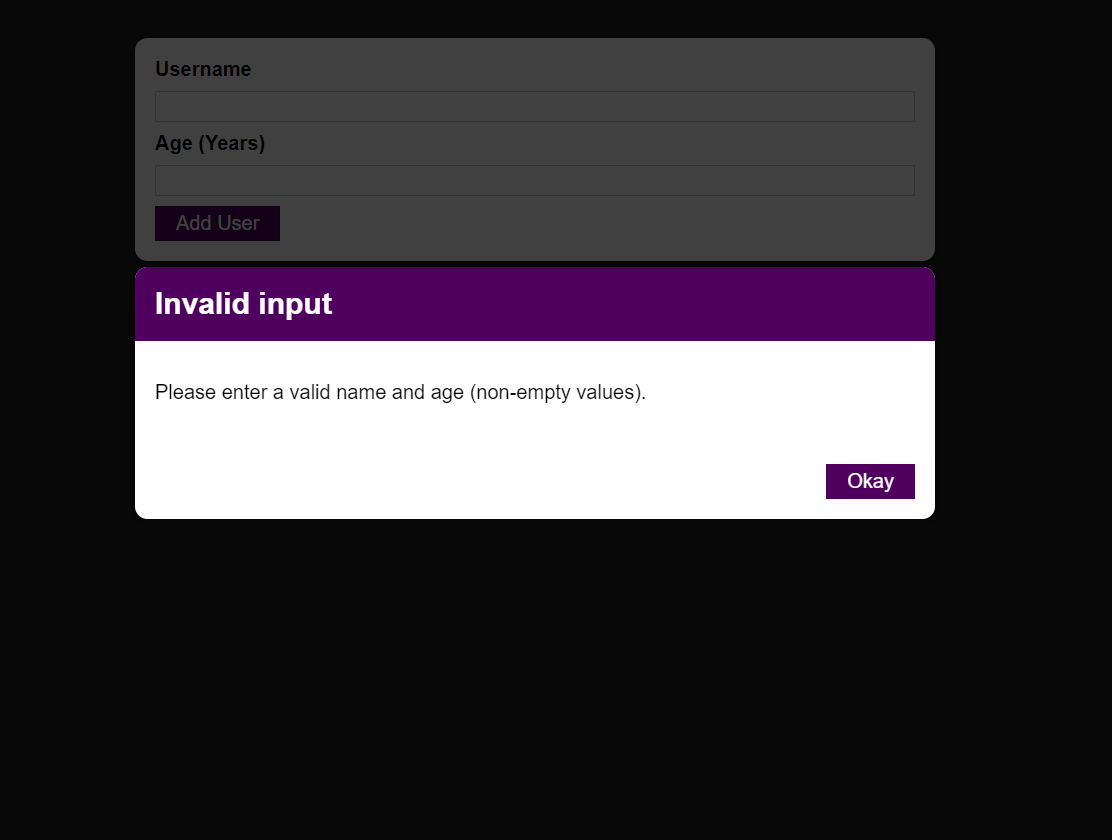 Username
Age (Years)
Add User
Invalid input
Please enter a valid name and age (non-empty values).
Okay